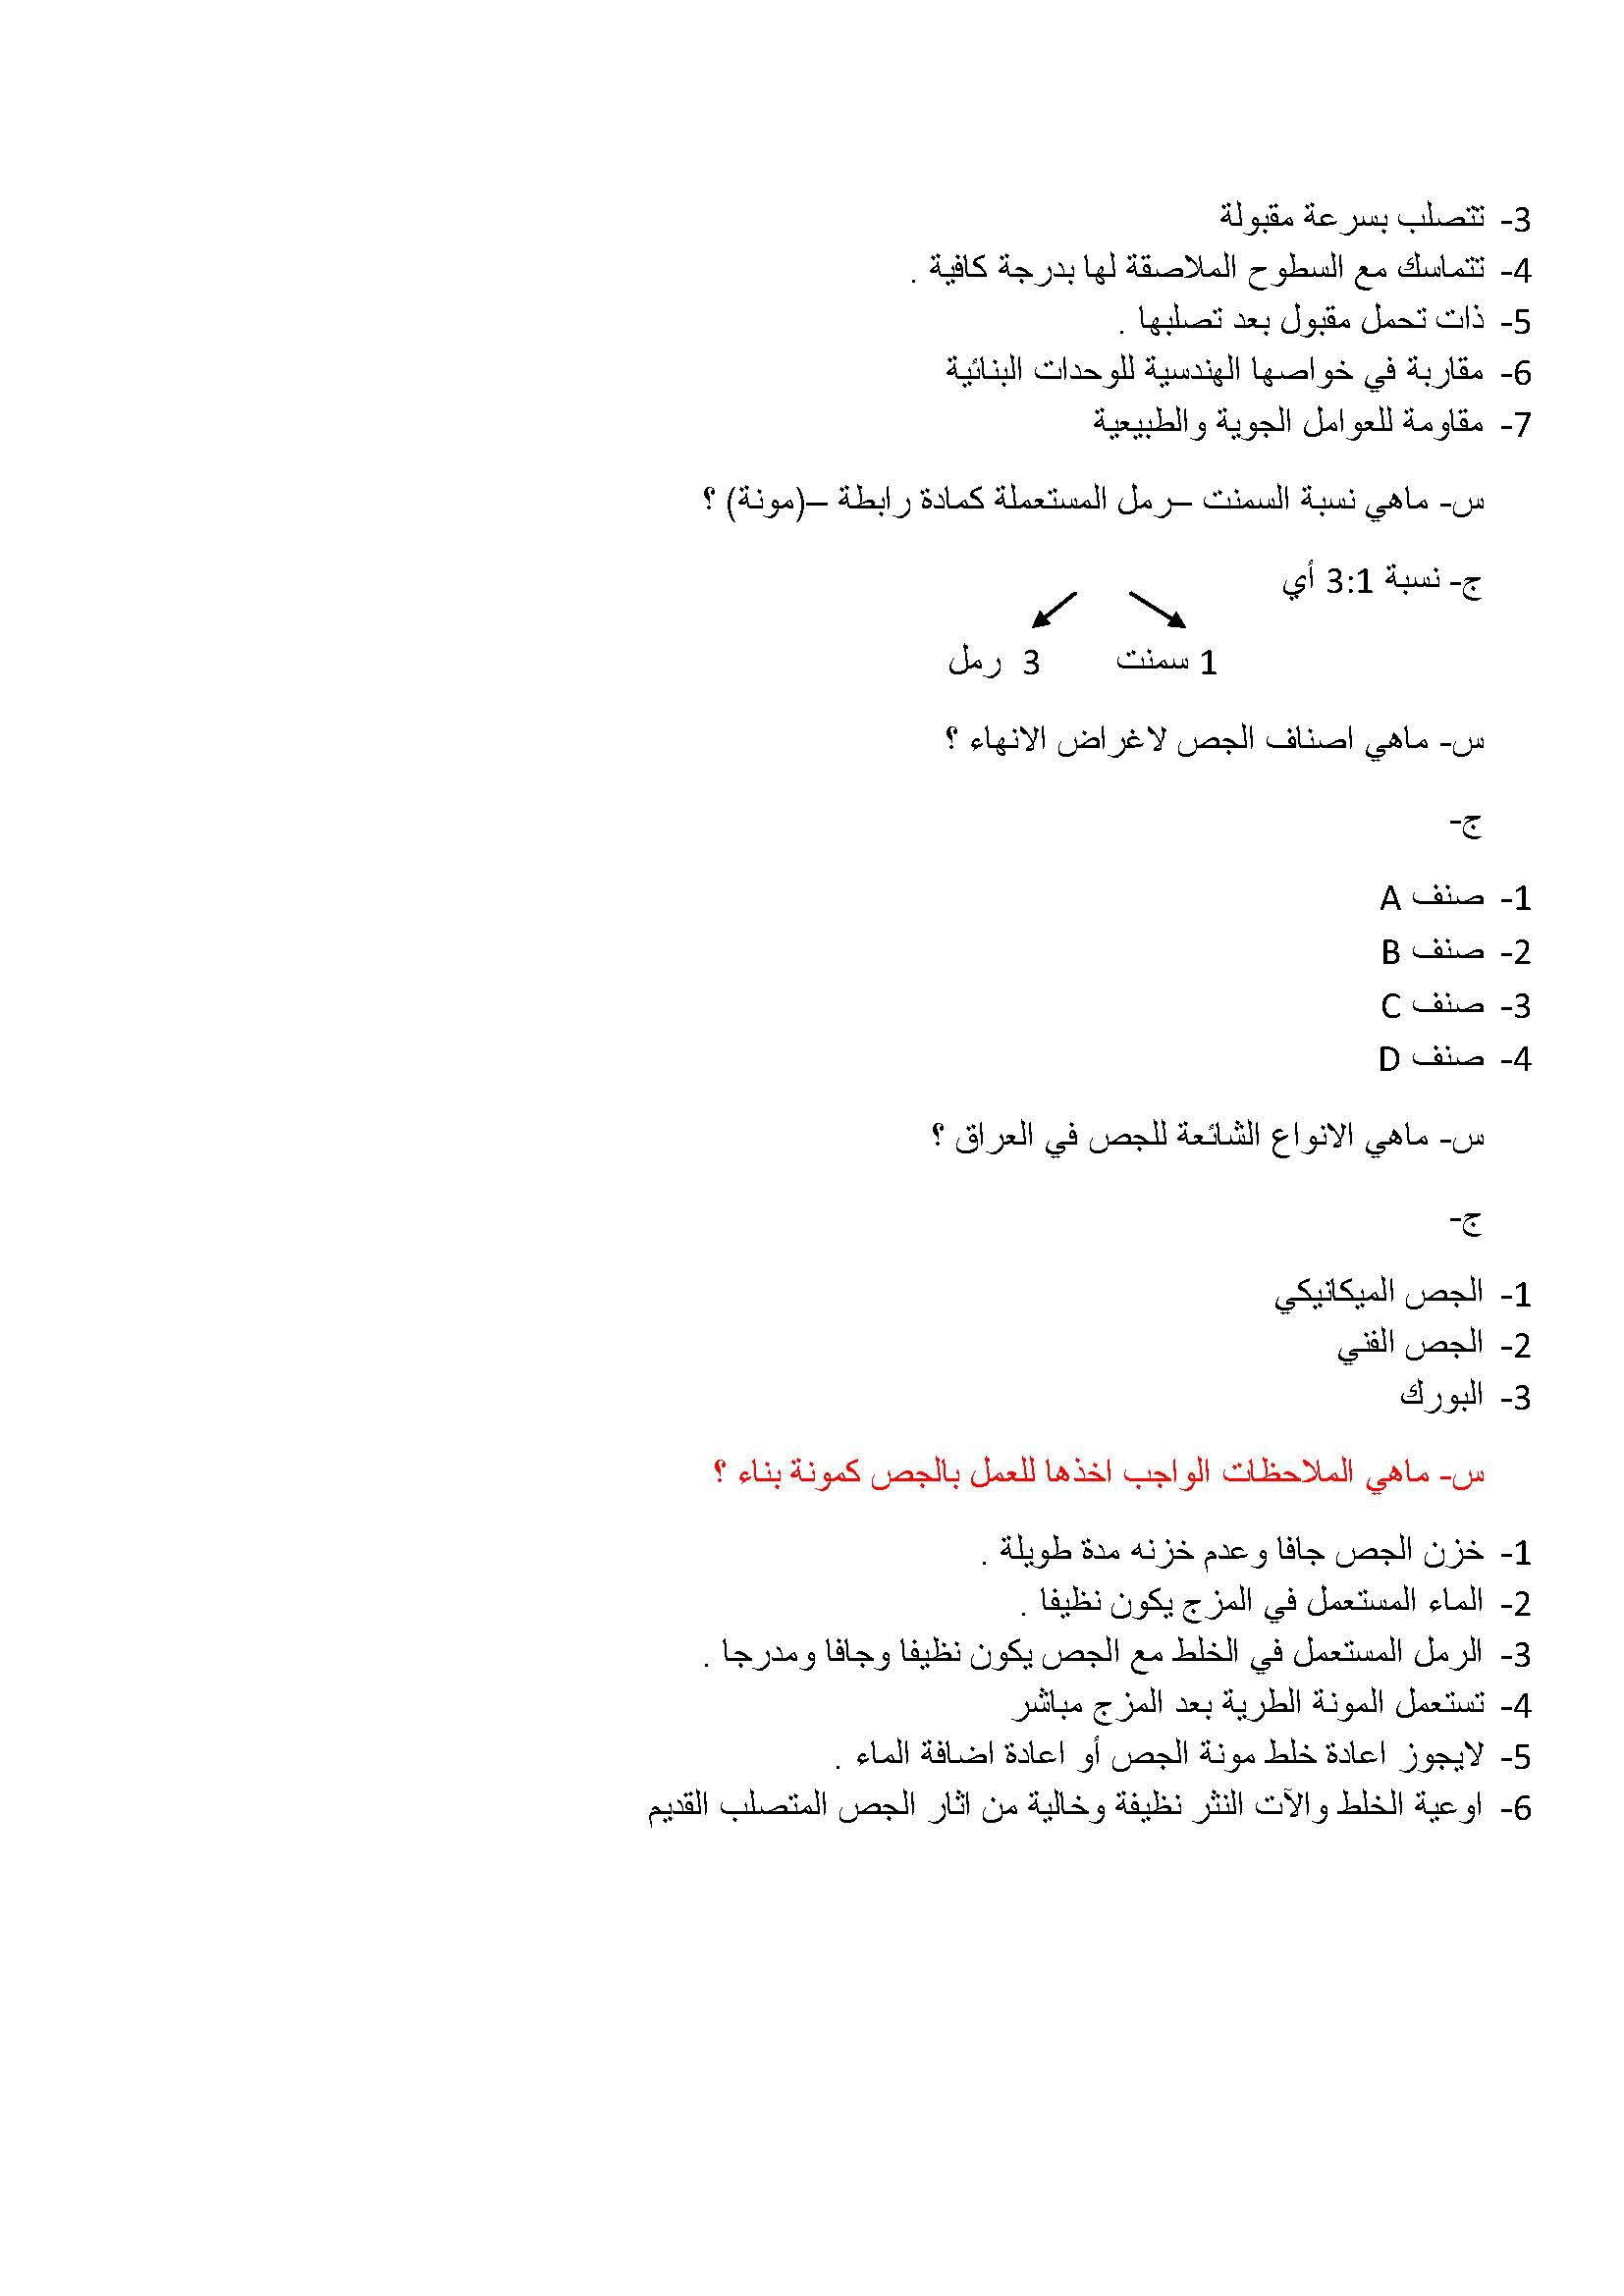 3- تتصلب بسرعة مقبولة
4- تتماسك مع السطوح الملاصقة لها بدرجة كافية .
5- ذات تحمل مقبول بعد تصلبها .
6- مقاربة في خواصها الهندسية للوحدات البنائية
7- مقاومة للعوامل الجوية والطبيعية
س- ماهي نسبة السمنت –رمل المستعملة كمادة رابطة –(مونة) ؟
ج- نسبة 3:1 أي
1 سمنت 3 رمل
س- ماهي اصناف الجص لاغراض الانهاء ؟
ج-
1- صنف A
2- صنف B
3- صنف C
4- صنف D
س- ماهي الانواع الشائعة للجص في العراق ؟
ج-
1- الجص الميكانيكي
2- الجص الفني
3- البورك
س- ماهي الملاحظات الواجب اخذها للعمل بالجص كمونة بناء ؟
1- خزن الجص جافا وعدم خزنه مدة طويلة .
2- الماء المستعمل في المزج يكون نظيفا .
3- الرمل المستعمل في الخلط مع الجص يكون نظيفا وجافا ومدرجا .
4- تستعمل المونة الطرية بعد المزج مباشر
5- لايجوز اعادة خلط مونة الجص أو اعادة اضافة الماء .
6- اوعية الخلط والآت النثر نظيفة وخالية من اثار الجص المتصلب القديم